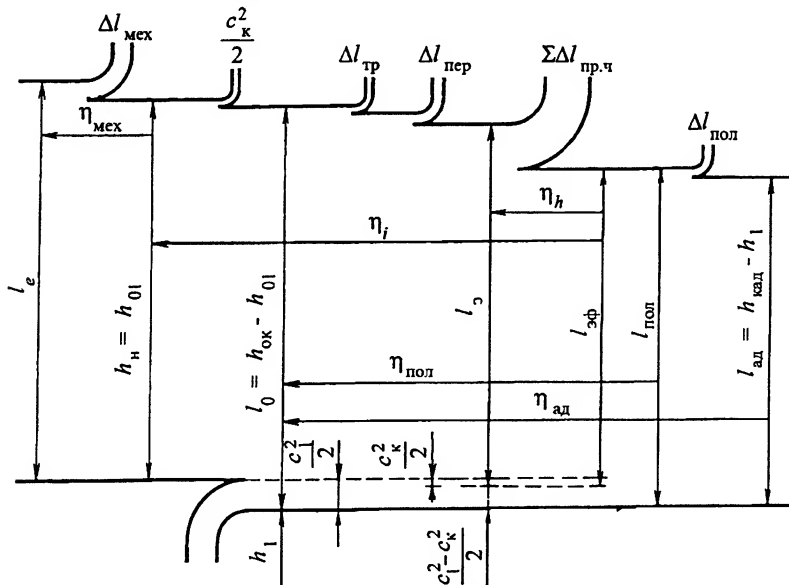 Δl мех
c²к/2
Δl тр
Δl пер
ΣΔl пр.ч
Δl пол
η мех
η h
η i
l e
h н = h 01
l 0 = h ок - h 01
l э
l эф
l пол
l ад = h кад - h 1
η пол
η ад
c²1/2
c²к/2
h 1
c²1 - c²к/2